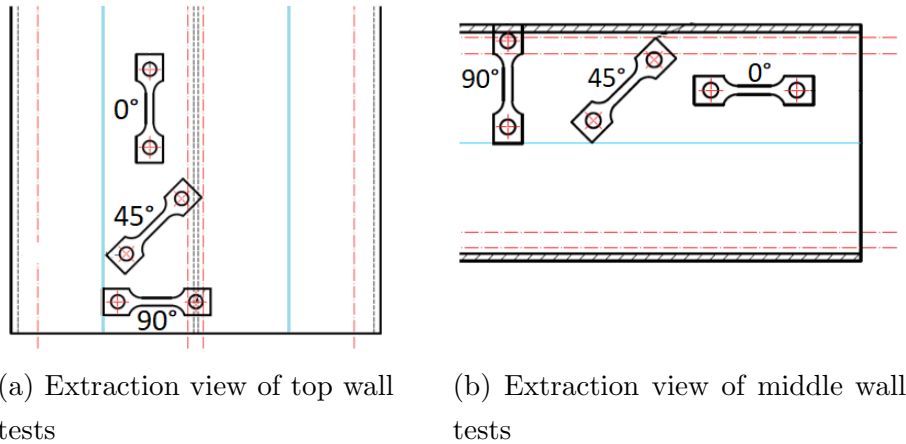 0°
45°
90°
90°
45°
0°
(a) Extraction view of top wall
tests
(b) Extraction view of middle wall
tests